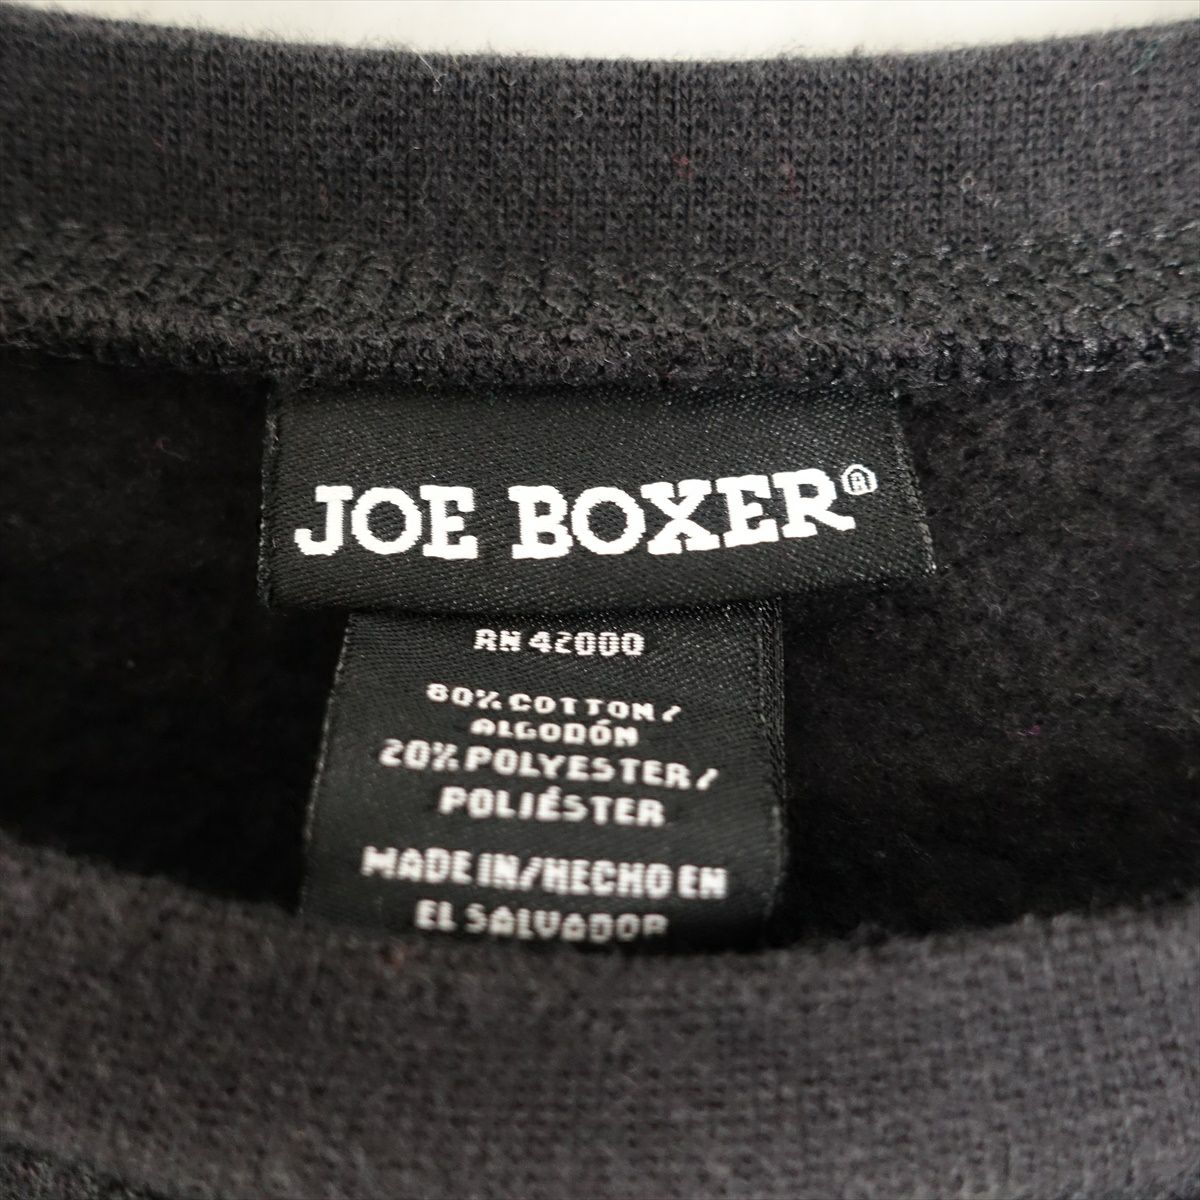 JOE BOXER®
RN 42000
80% COTTON/
ALGODÓN
20% POLYESTER/
POLIÉSTER
MADE IN/HECHO EN
EL SALVADOR